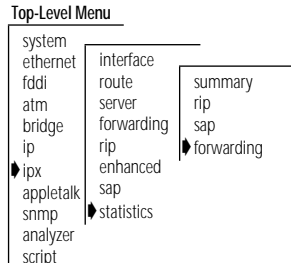 Top-Level Menu
system
ethernet
fddi
atm
bridge
ip
ipx
appletalk
snmp
analyzer
script
interface
route
server
forwarding
rip
enhanced
sap
statistics
summary
rip
sap
forwarding